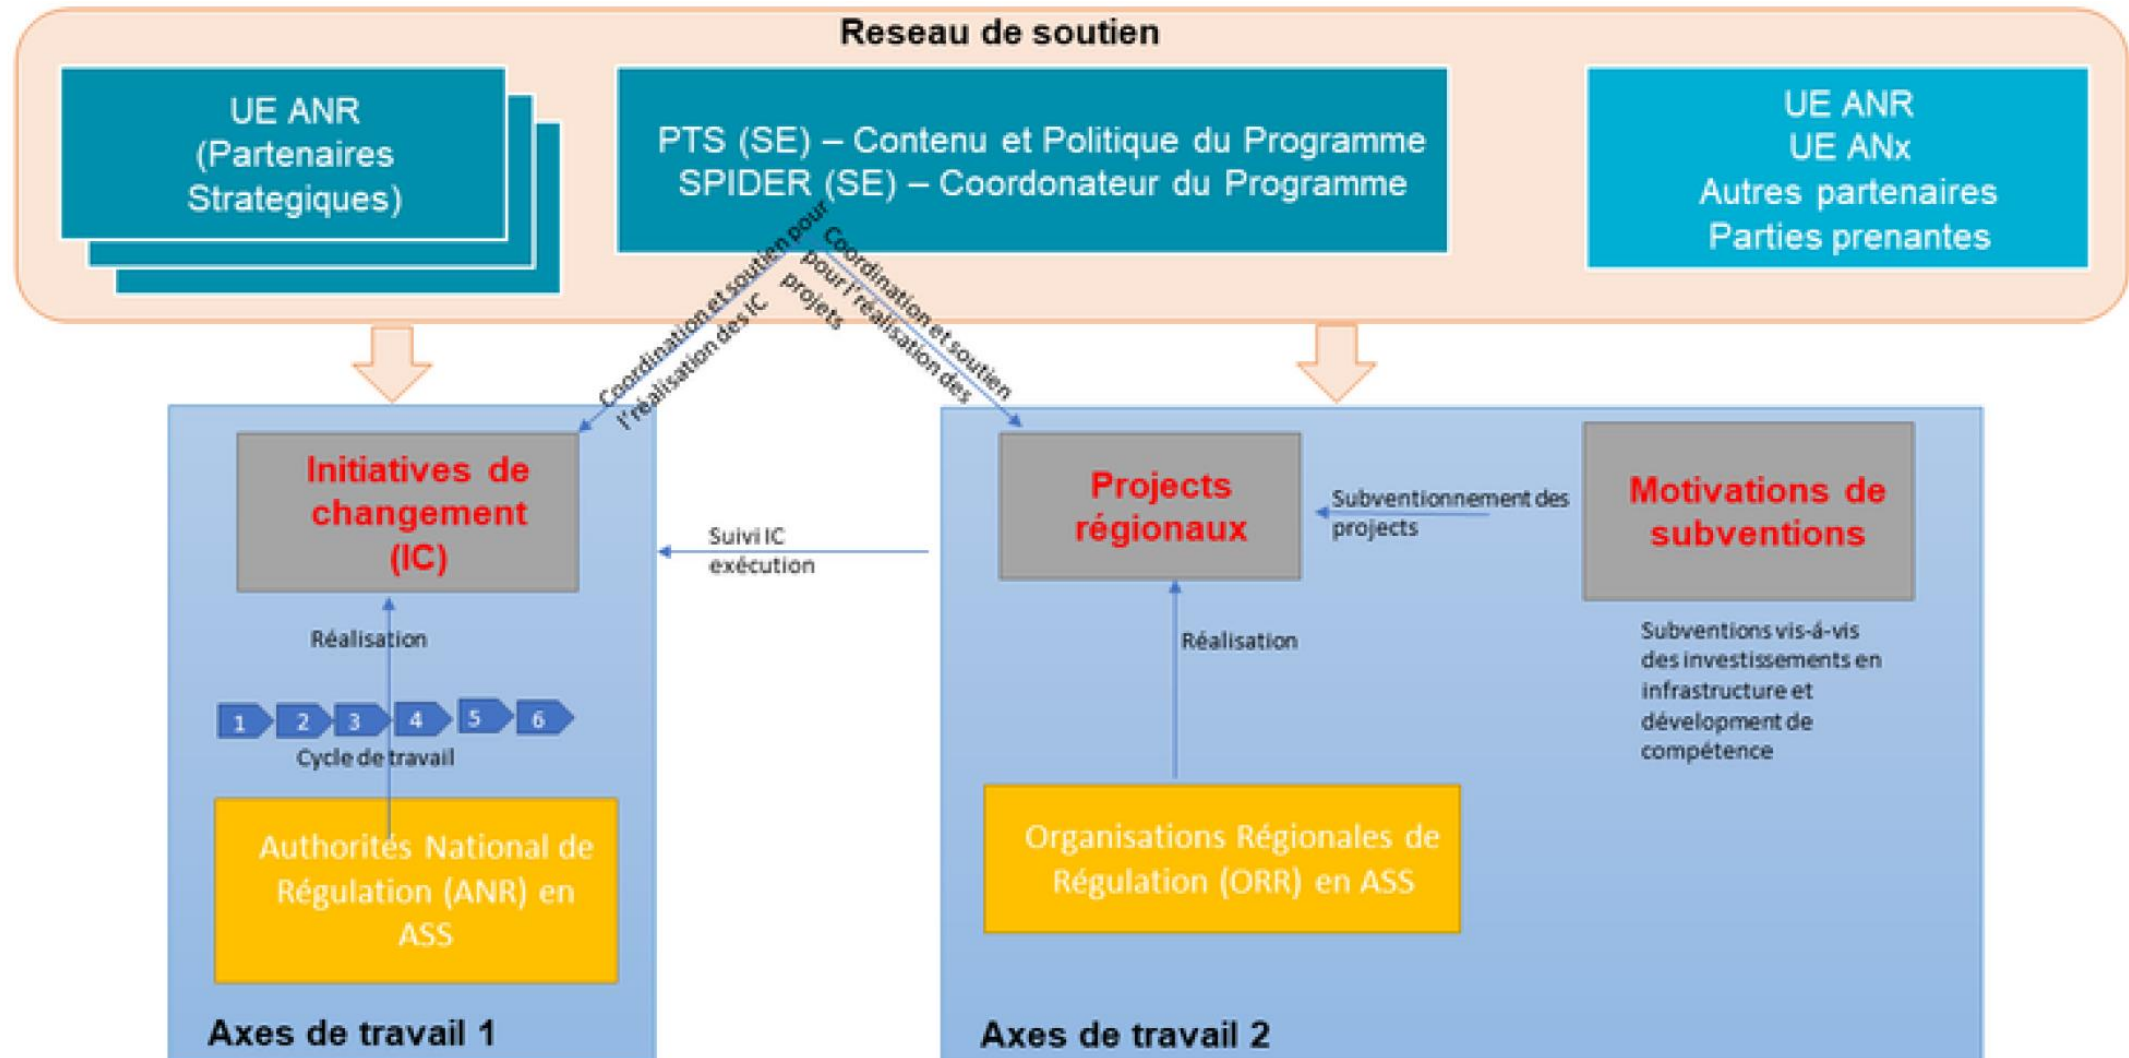 Reseau de soutien
UE ANR
(Partenaires
Strategiques)
PTS (SE) – Contenu et Politique du Programme
SPIDER (SE) – Coordonateur du Programme
UE ANR
UE ANx
Autres partenaires
Parties prenantes
Coordination et soutien pour
l'réalisation des IC
Coordination et soutien
pour l'réalisation des
projets
Initiatives de
changement
(IC)
Suivi IC
exécution
Projects
régionaux
Subventionnement des
projects
Motivations de
subventions
Réalisation
1 2 3 4 5 6
Cycle de travail
Réalisation
Subventions vis-á-vis
des investissements en
infrastructure et
dévelopment de
compétence
Authorités National de
Régulation (ANR) en
ASS
Organisations Régionales de
Régulation (ORR) en ASS
Axes de travail 1
Axes de travail 2